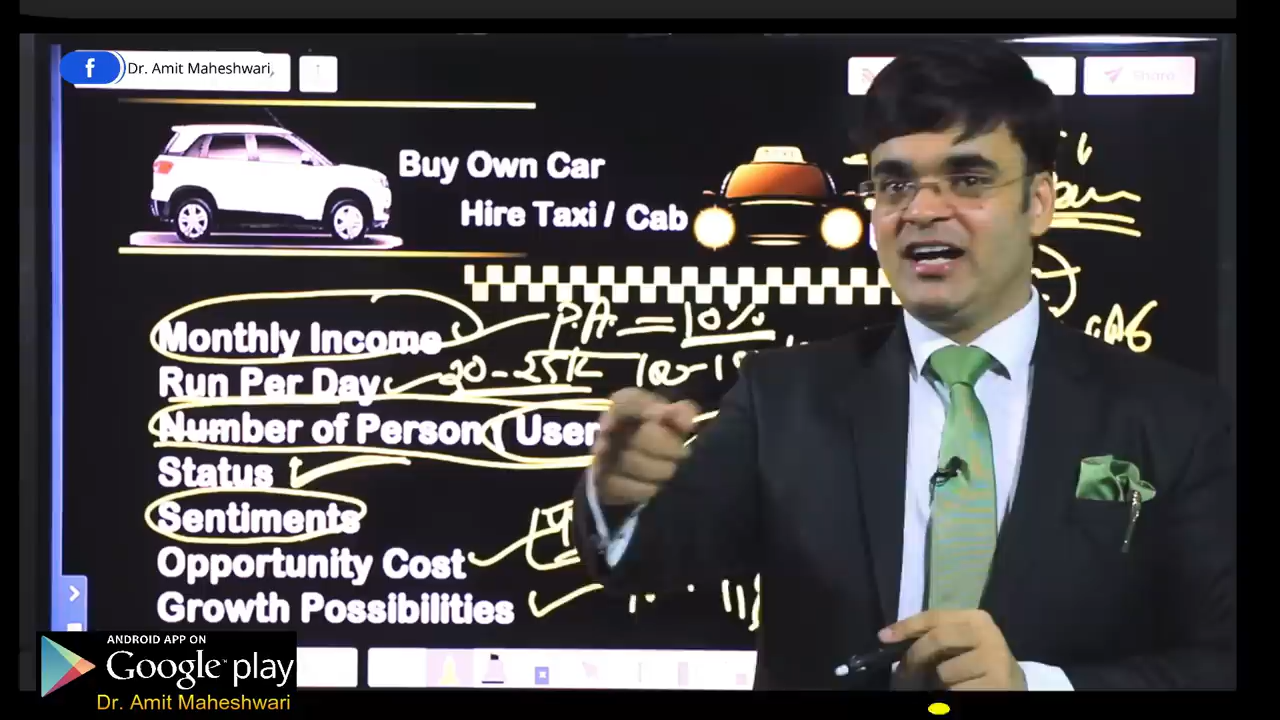 f Dr. Amit Maheshwari
Share
Buy Own Car
Hire Taxi / Cab
Monthly Income P.A. = 10%
Run Per Day 20-25K
Number of Person (User
Status
Sentiments
Opportunity Cost
Growth Possibilities
ANDROID APP ON
Google play
Dr. Amit Maheshwari